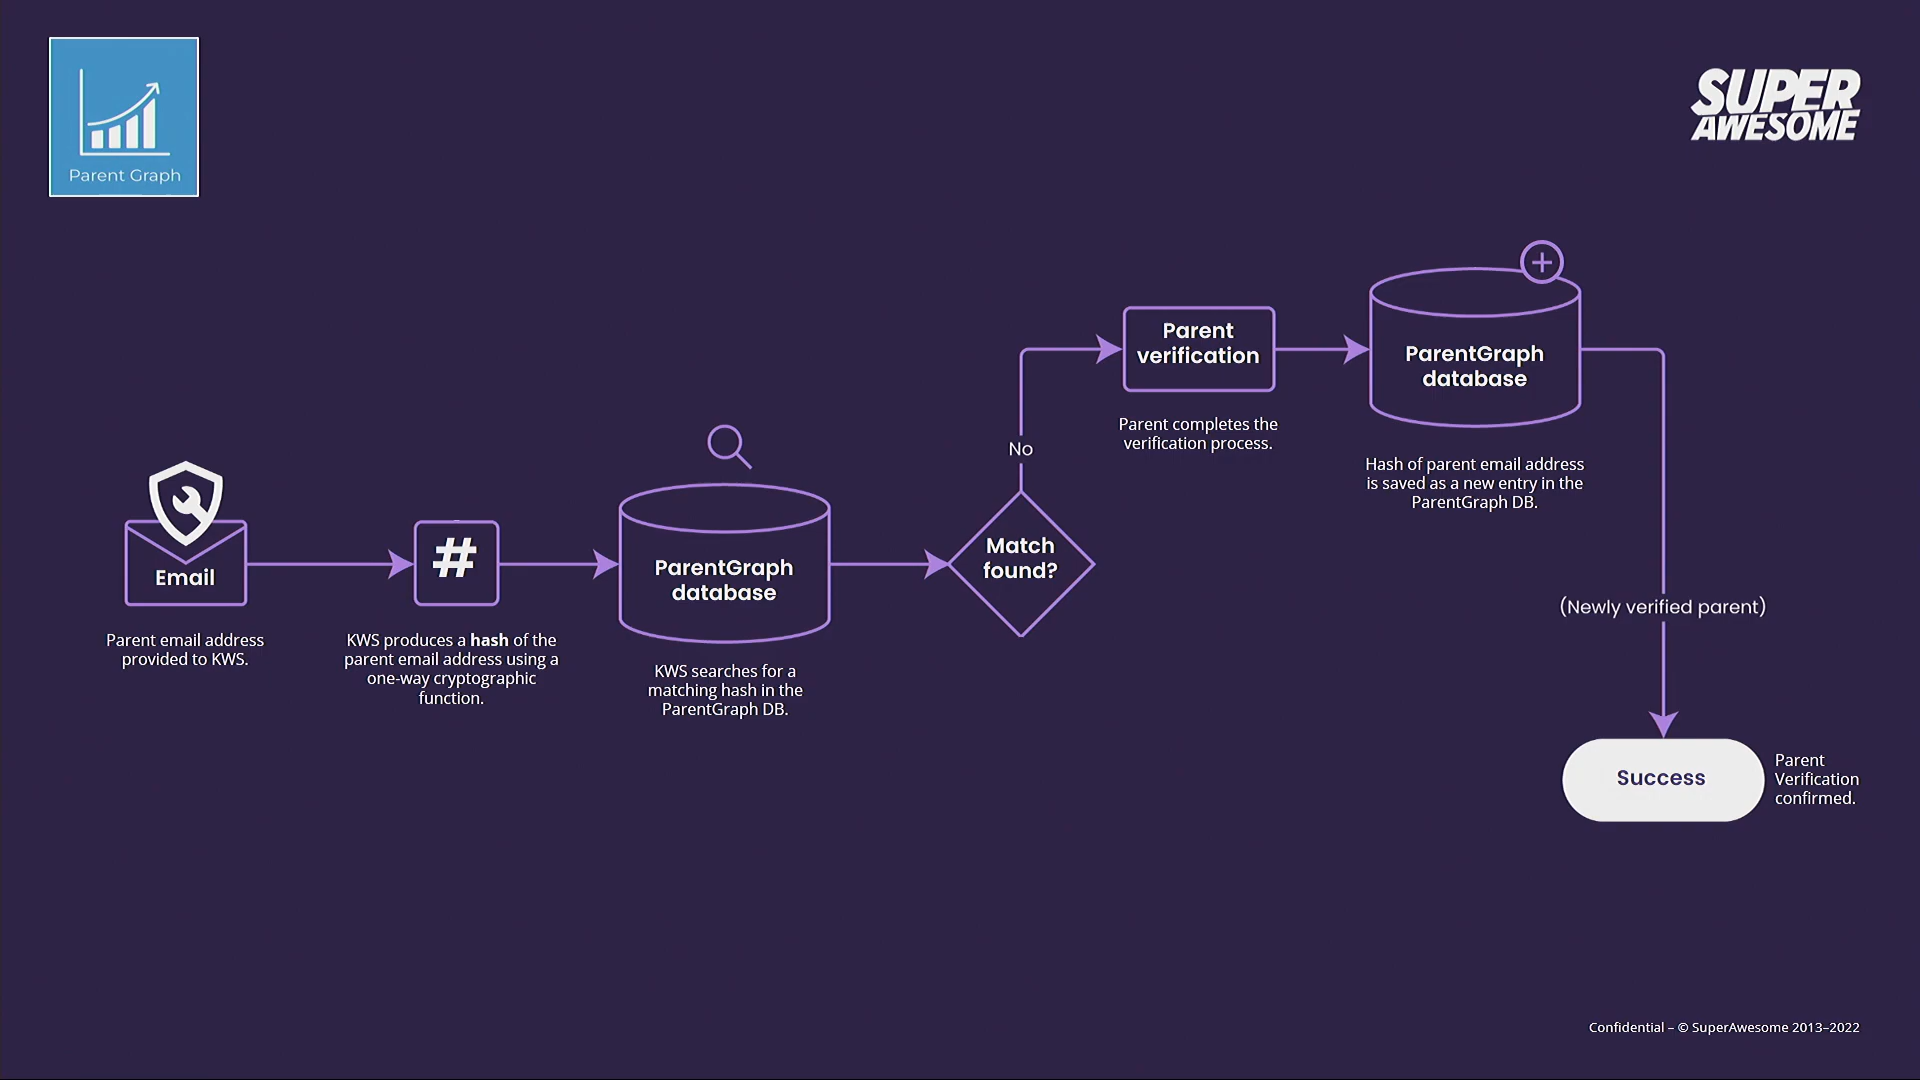 Parent Graph
SUPER
AWESOME
Email
Parent email address
provided to KWS.
#
KWS produces a hash of the
parent email address using a
one-way cryptographic
function.
ParentGraph
database
KWS searches for a
matching hash in the
ParentGraph DB.
Match
found?
No
Parent
verification
Parent completes the
verification process.
ParentGraph
database
Hash of parent email address
is saved as a new entry in the
ParentGraph DB.
(Newly verified parent)
Success
Parent
Verification
confirmed.
Confidential – © SuperAwesome 2013–2022